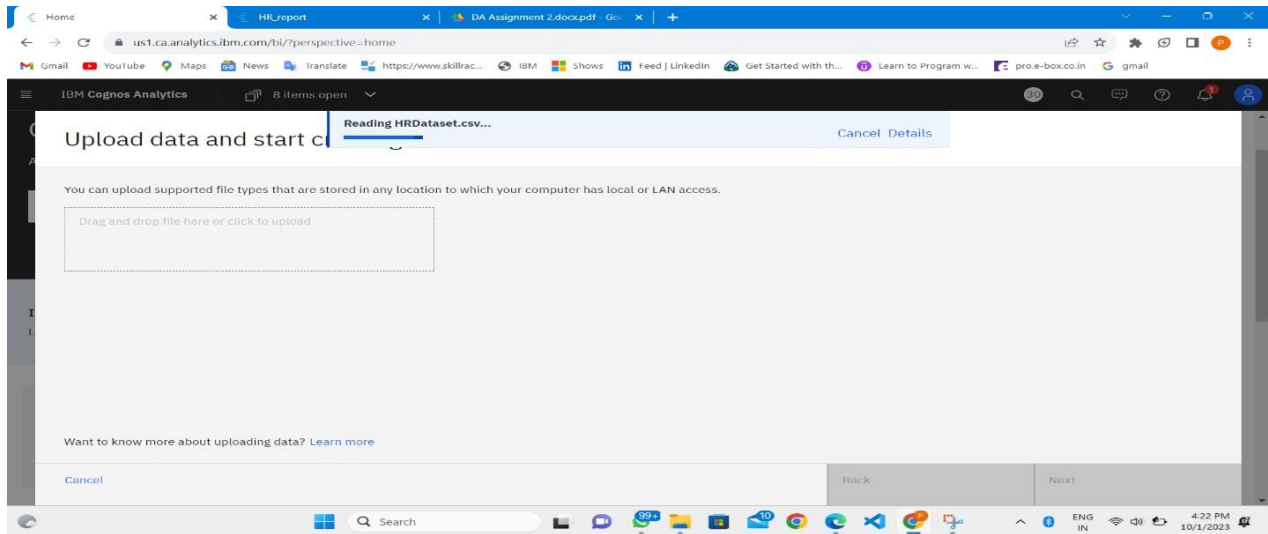 Home
HR_report
DA Assignment 2.docx.pdf - Goo
us1.ca.analytics.ibm.com/bi/?perspective=home
Gmail YouTube Maps News Translate https://www.skillrac... IBM Shows Feed | LinkedIn Get Started with th... Learn to Program w... pro.e-box.co.in gmail
IBM Cognos Analytics 8 items open 30
Reading HRDataset.csv...
Cancel Details
Upload data and start
You can upload supported file types that are stored in any location to which your computer has local or LAN access.
Drag and drop file here or click to upload
Want to know more about uploading data? Learn more
Cancel Back Next
Search 99+ 10 ENG 4:22 PM
IN 10/1/2023